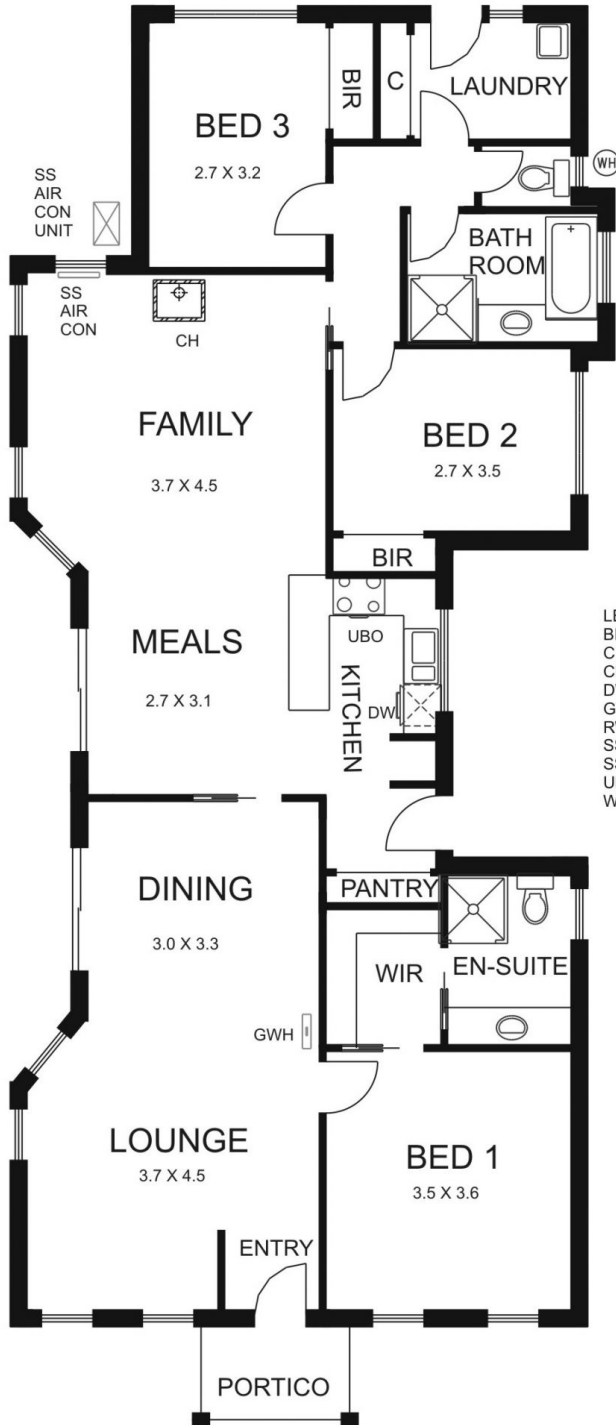 BED 3
2.7 X 3.2
BIR
C
LAUNDRY
WH
SS
AIR
CON
UNIT
SS
AIR
CON
CH
BATH
ROOM
FAMILY
3.7 X 4.5
BED 2
2.7 X 3.5
BIR
MEALS
2.7 X 3.1
UBO
KITCHEN
DW
PANTRY
DINING
3.0 X 3.3
WIR
EN-SUITE
GWH
LOUNGE
3.7 X 4.5
BED 1
3.5 X 3.6
ENTRY
PORTICO